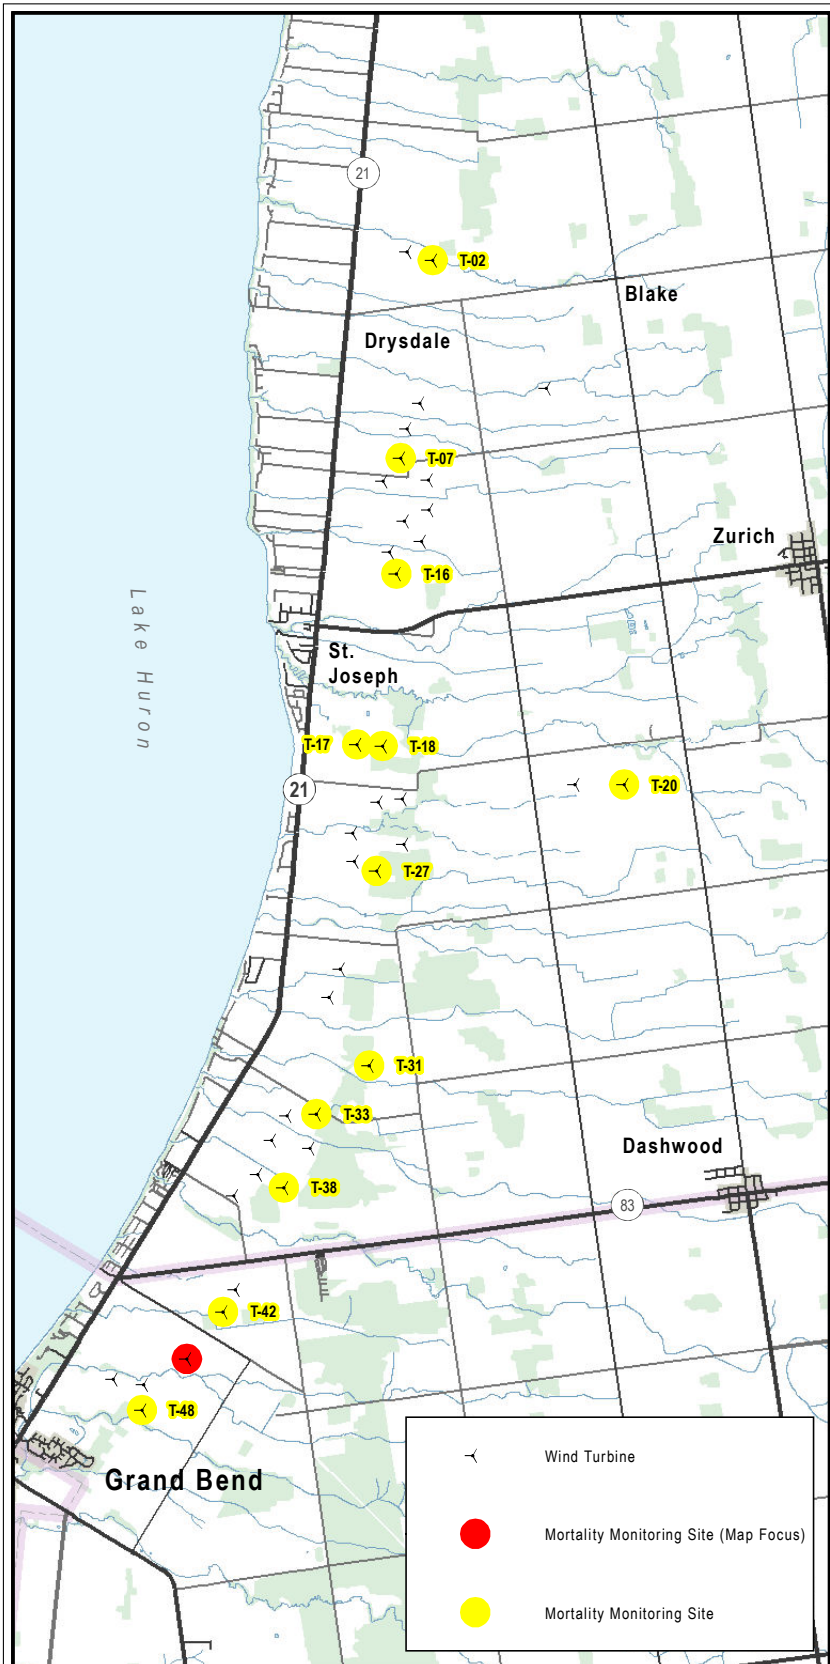 21
T-02
Blake
Drysdale
T-07
Zurich
T-16
Lake Huron
St.
Joseph
T-17
T-18
21
T-20
T-27
T-31
T-33
Dashwood
T-38
83
T-42
T-48
Grand Bend
Wind Turbine
Mortality Monitoring Site (Map Focus)
Mortality Monitoring Site